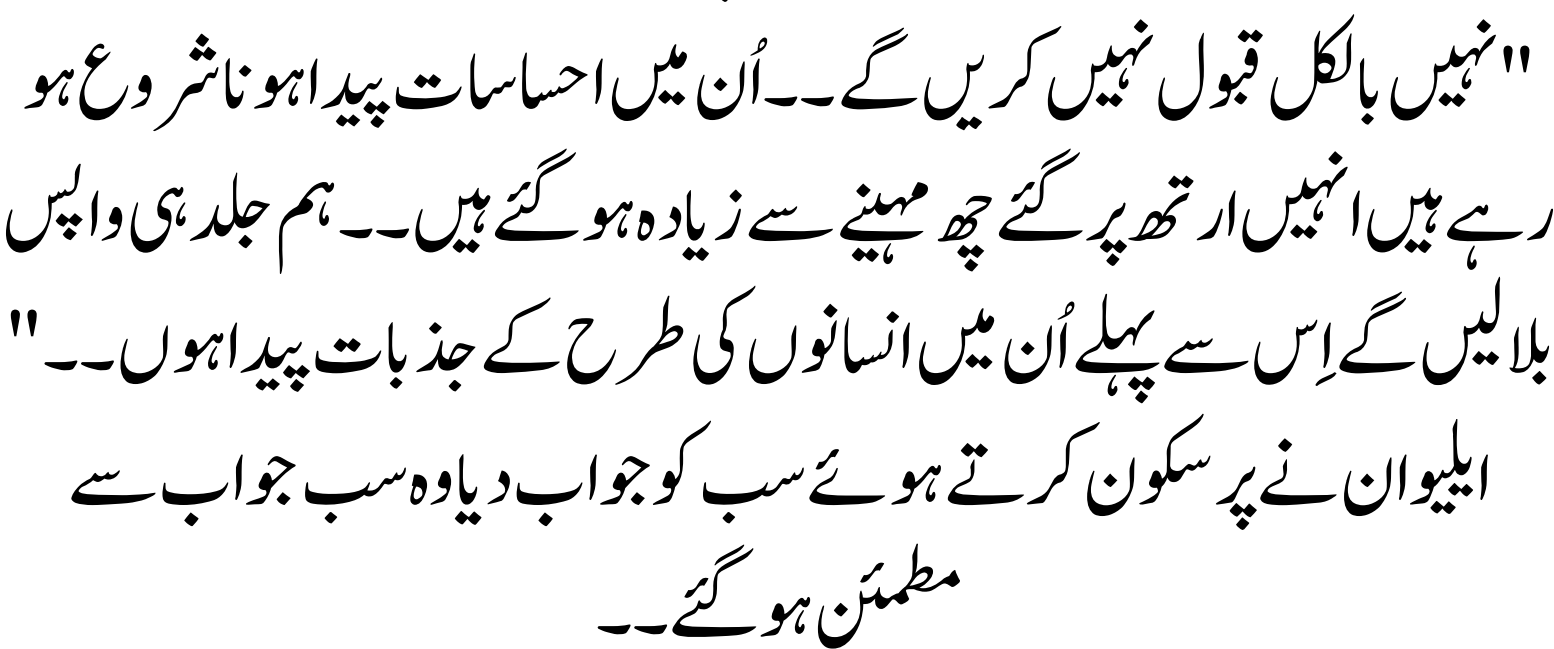 "نہیں بالکل قبول نہیں کریں گے۔۔اُن میں احساسات پیدا ہونا شروع ہو
رہے ہیں انہیں ارتھ پر گئے چھ مہینے سے زیادہ ہو گئے ہیں۔۔ ہم جلد ہی واپس
بلا لیں گے اِس سے پہلے اُن میں انسانوں کی طرح کے جذبات پیدا ہوں۔۔"
ایلیوان نے پر سکون کرتے ہوئے سب کو جواب دیا وہ سب جواب سے
مطمئن ہو گئے۔۔